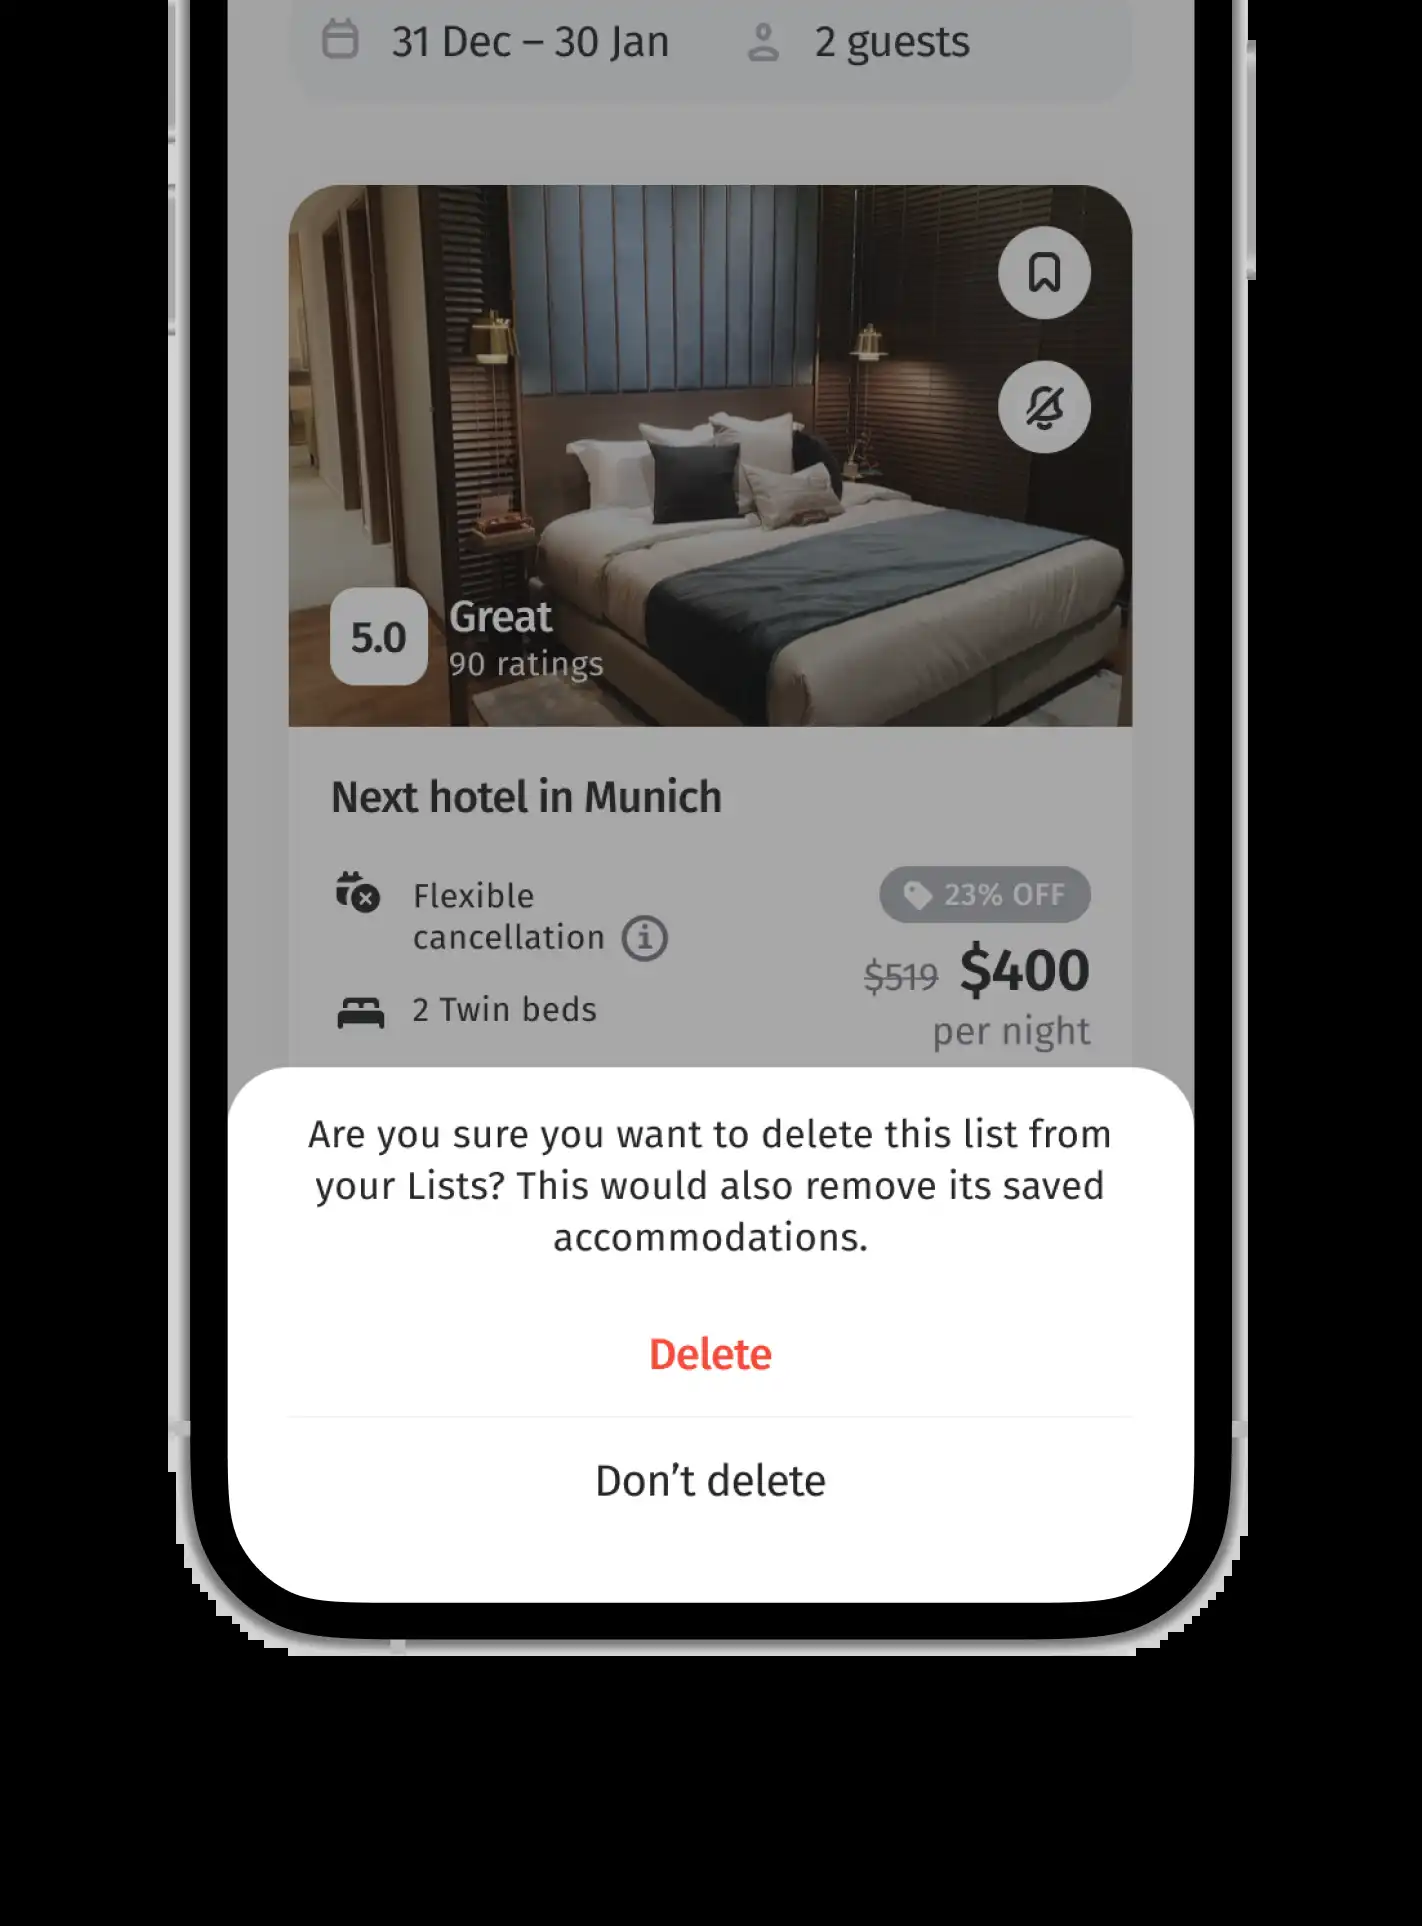 31 Dec – 30 Jan
2 guests
5.0
Great
90 ratings
Next hotel in Munich
Flexible
cancellation
2 Twin beds
23% OFF
$519 $400
per night
Are you sure you want to delete this list from
your Lists? This would also remove its saved
accommodations.
Delete
Don’t delete